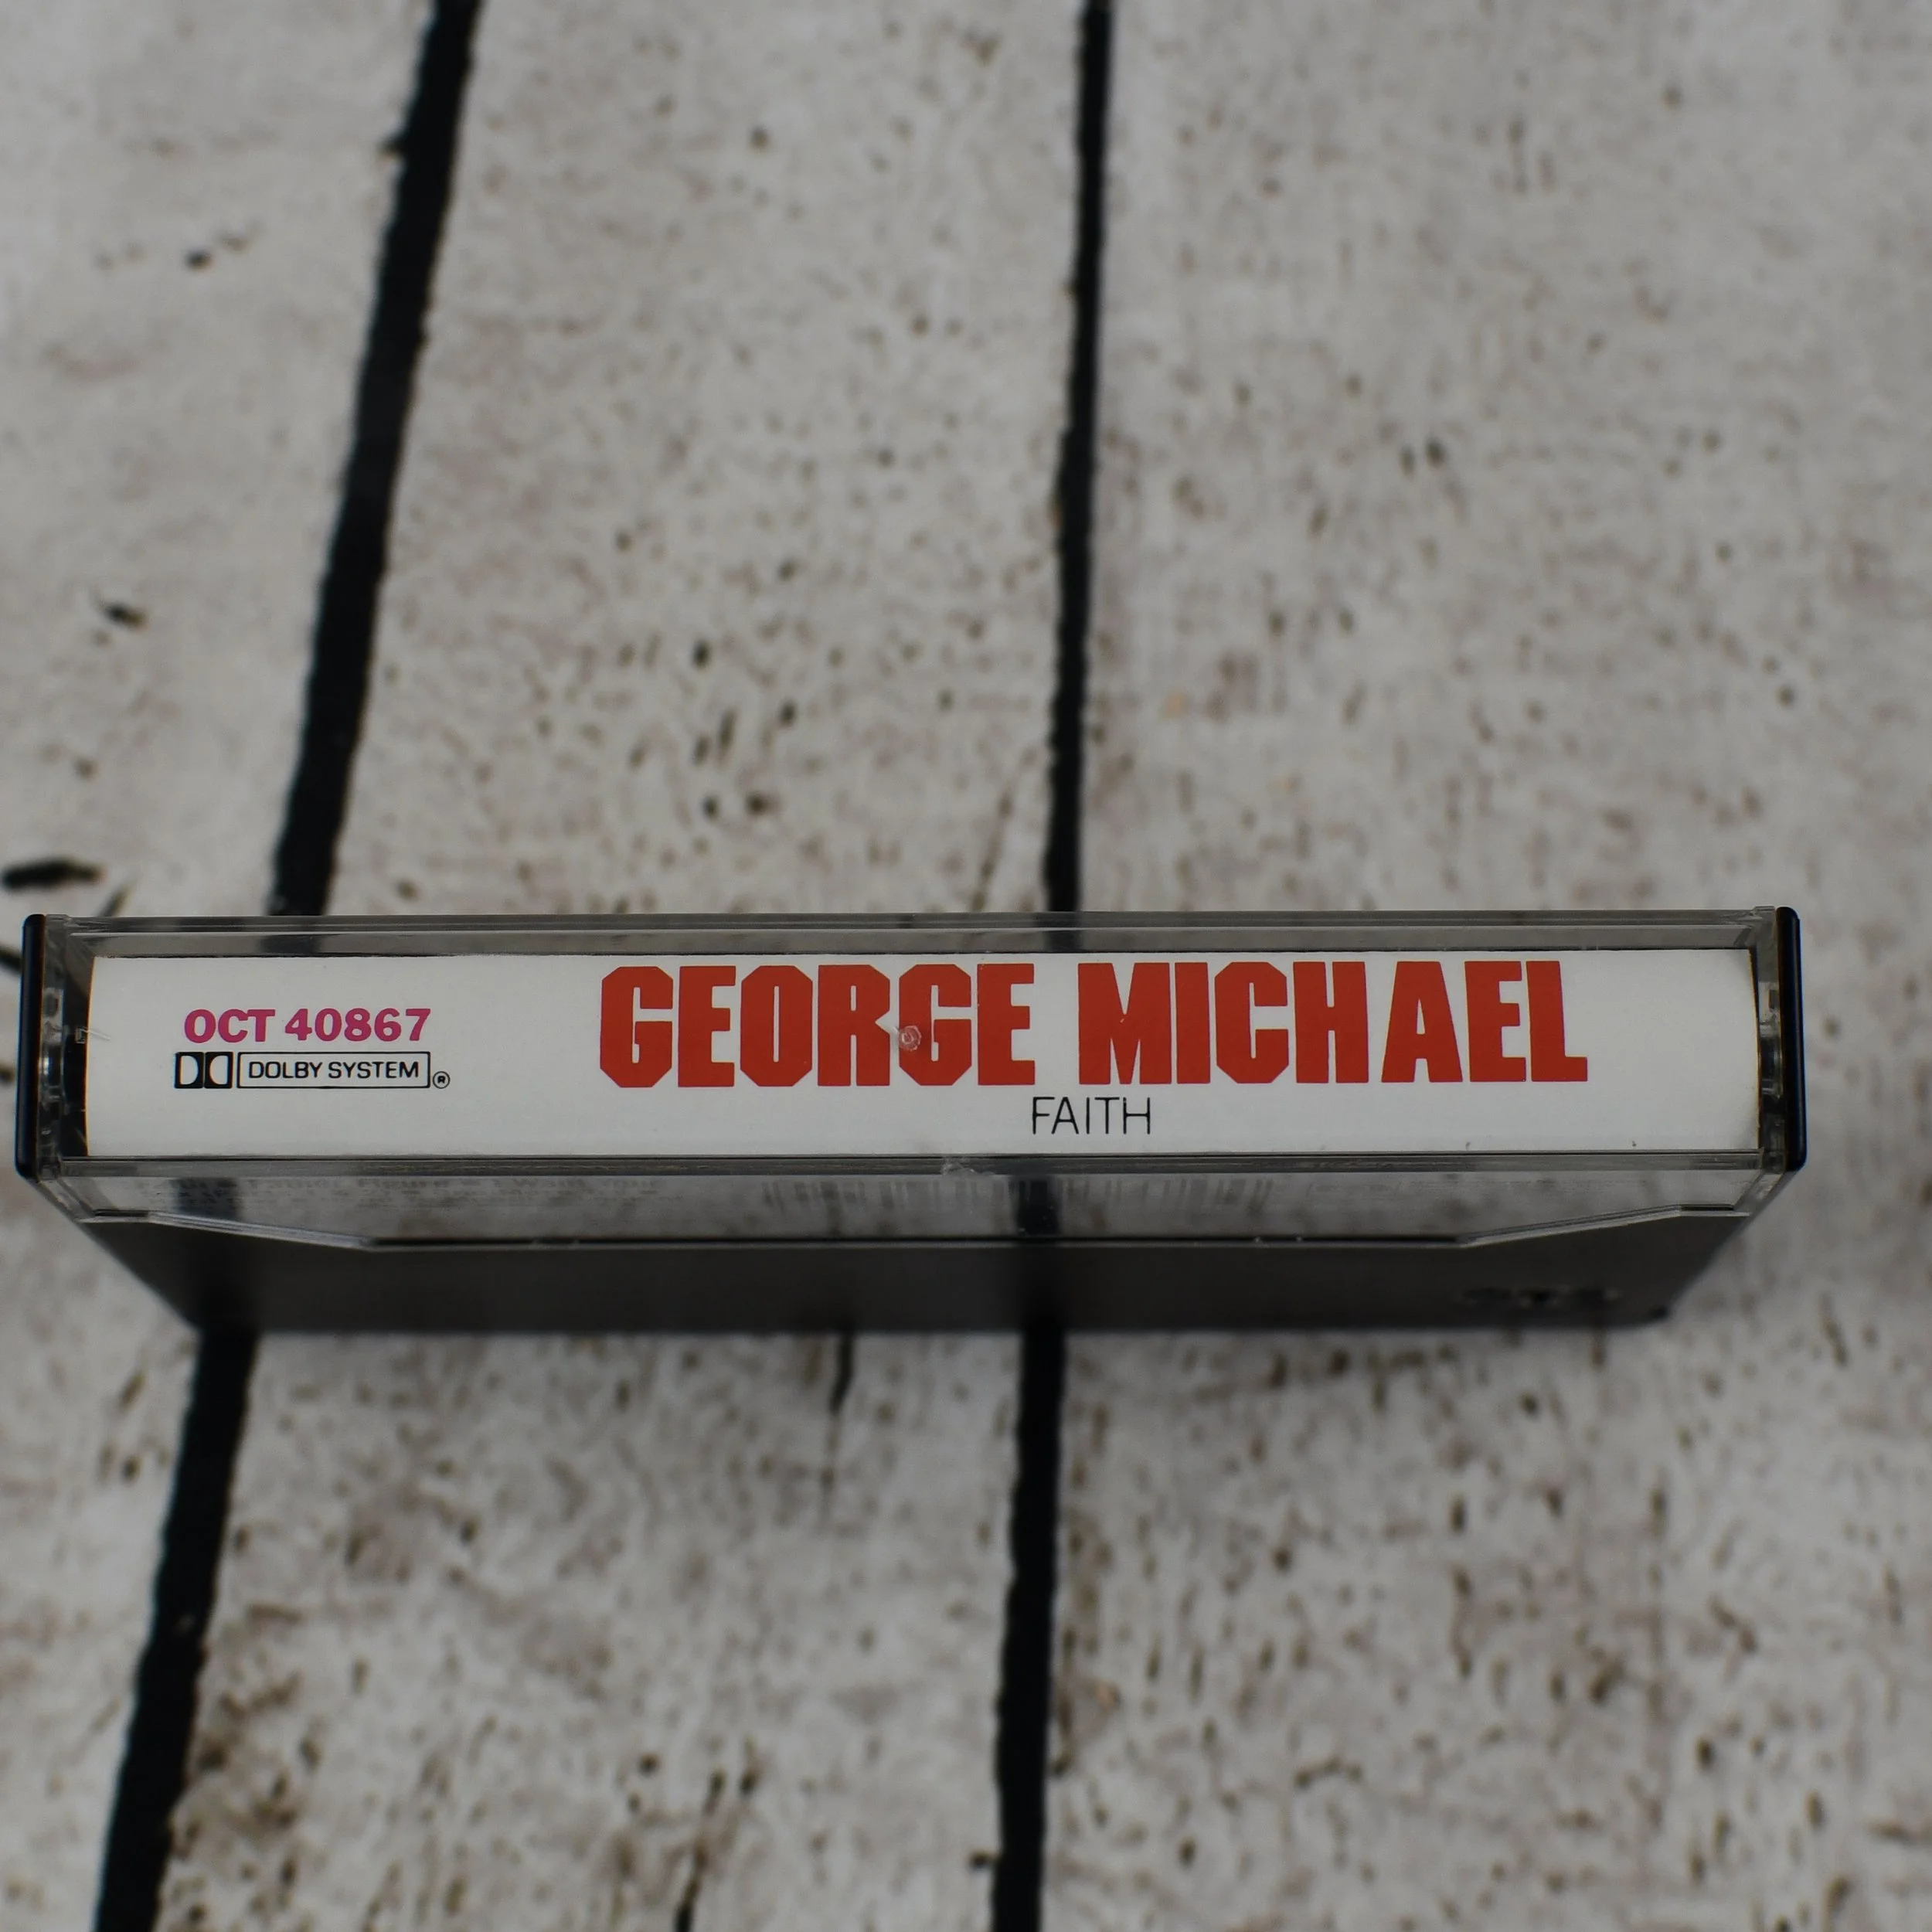 OCT 40867
DOLBY SYSTEM®
GEORGE MICHAEL
FAITH